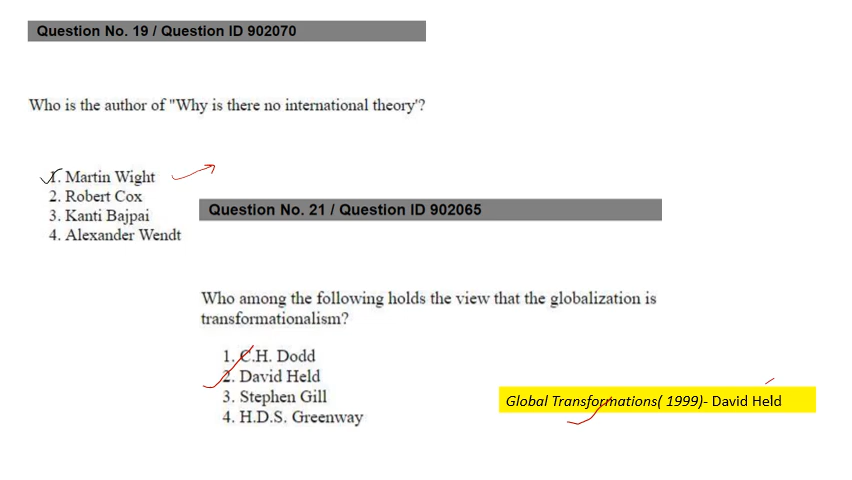 Question No. 19 / Question ID 902070
Who is the author of "Why is there no international theory'?
1. Martin Wight
2. Robert Cox
3. Kanti Bajpai
4. Alexander Wendt
Question No. 21 / Question ID 902065
Who among the following holds the view that the globalization is
transformationalism?
1. C.H. Dodd
2. David Held
3. Stephen Gill
4. H.D.S. Greenway
Global Transformations( 1999)- David Held